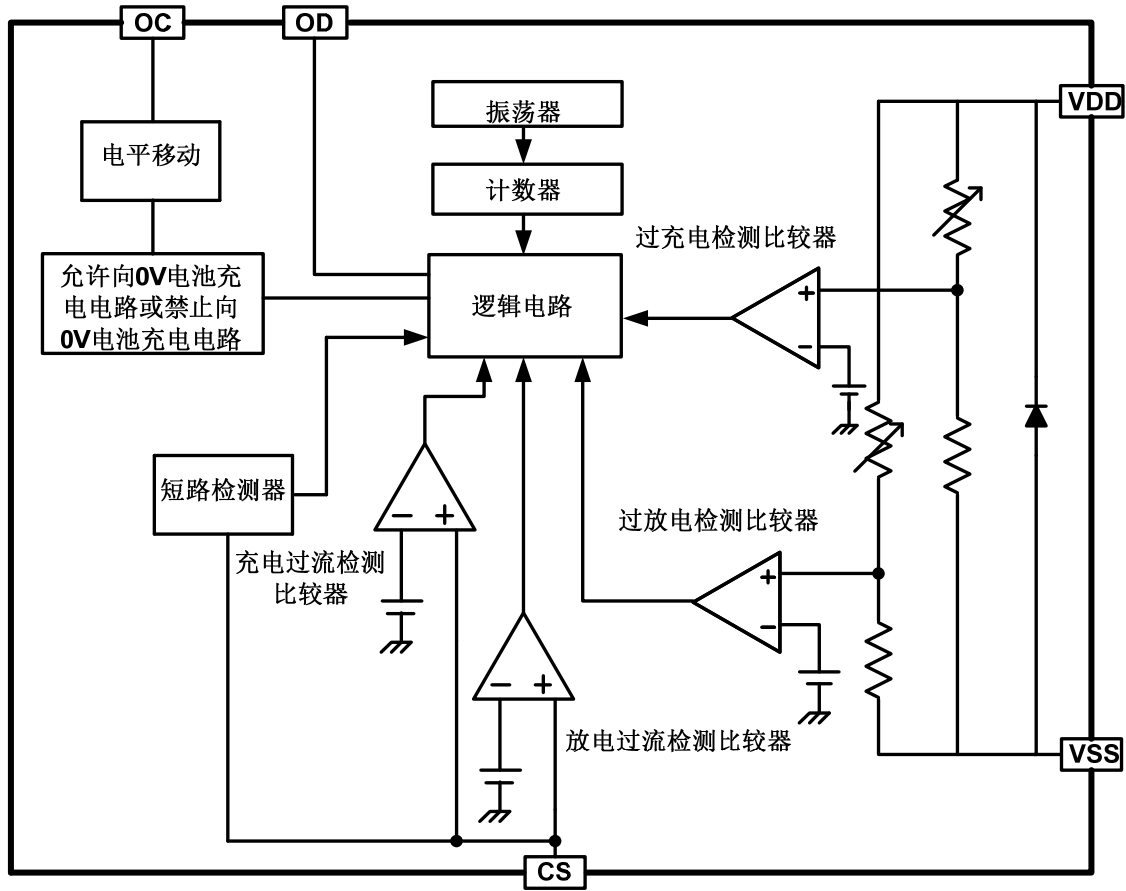 OC
OD
VDD
振荡器
电平移动
计数器
过充电检测比较器
允许向0V电池充
电电路或禁止向
0V电池充电电路
逻辑电路
+
−
短路检测器
− +
过放电检测比较器
充电过流检测
比较器
+
−
− +
放电过流检测比较器
VSS
CS